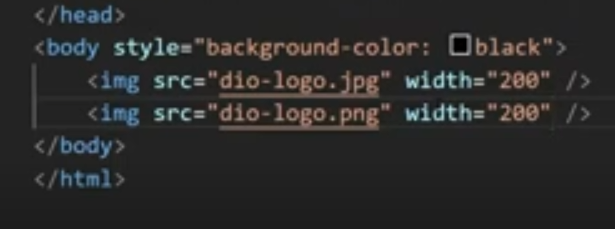 </head>
<body style="background-color: black">
<img src="dio-logo.jpg" width="200" />
<img src="dio-logo.png" width="200" />
</body>
</html>